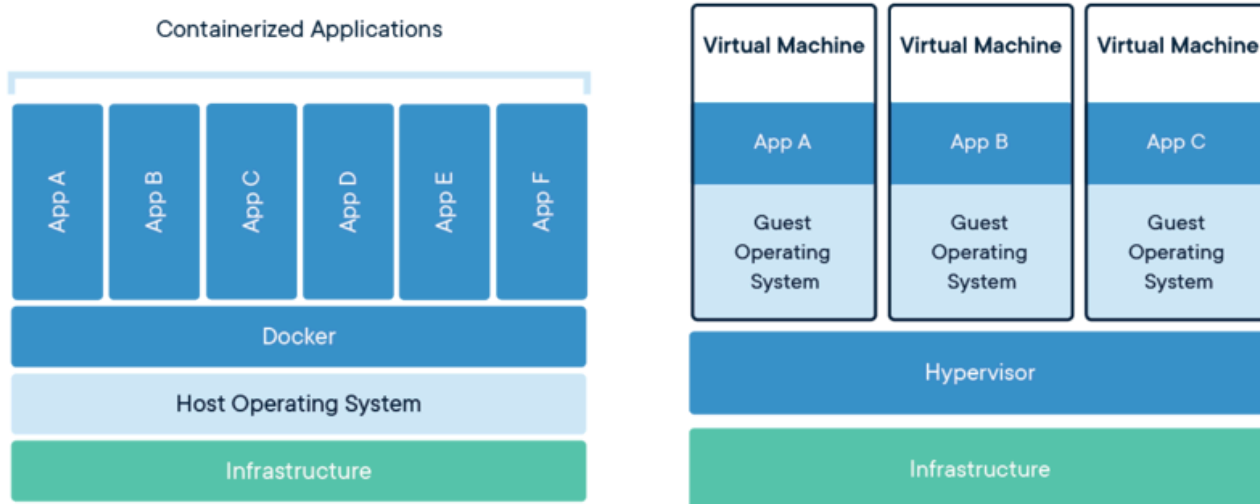 Containerized Applications
App A
App B
App C
App D
App E
App F
Docker
Host Operating System
Infrastructure
Virtual Machine
App A
Guest
Operating
System
Virtual Machine
App B
Guest
Operating
System
Virtual Machine
App C
Guest
Operating
System
Hypervisor
Infrastructure